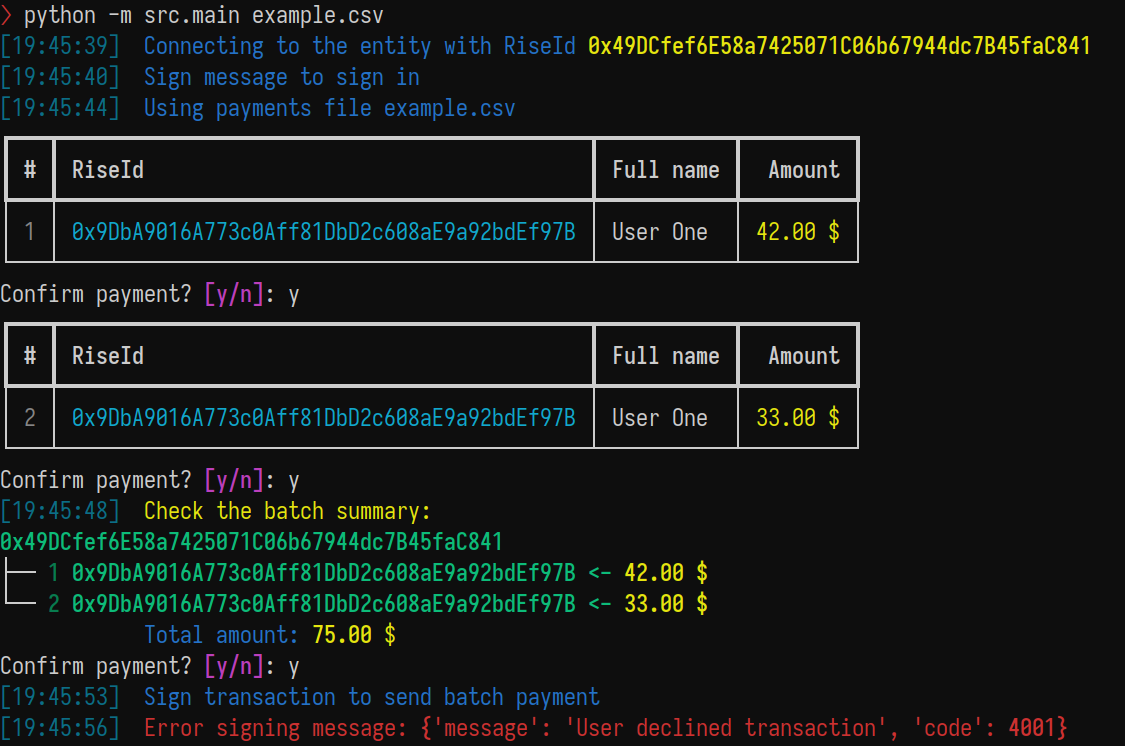 ❯ python -m src.main example.csv
[19:45:39] Connecting to the entity with RiseId 0x49DCfef6E58a7425071C06b67944dc7B45faC841
[19:45:40] Sign message to sign in
[19:45:44] Using payments file example.csv
# RiseId Full name Amount
1 0x9DbA9016A773c0Aff81DbD2c608aE9a92bdEf97B User One 42.00 $
Confirm payment? [y/n]: y
# RiseId Full name Amount
2 0x9DbA9016A773c0Aff81DbD2c608aE9a92bdEf97B User One 33.00 $
Confirm payment? [y/n]: y
[19:45:48] Check the batch summary:
0x49DCfef6E58a7425071C06b67944dc7B45faC841
1 0x9DbA9016A773c0Aff81DbD2c608aE9a92bdEf97B <- 42.00 $
2 0x9DbA9016A773c0Aff81DbD2c608aE9a92bdEf97B <- 33.00 $
Total amount: 75.00 $
Confirm payment? [y/n]: y
[19:45:53] Sign transaction to send batch payment
[19:45:56] Error signing message: {'message': 'User declined transaction', 'code': 4001}